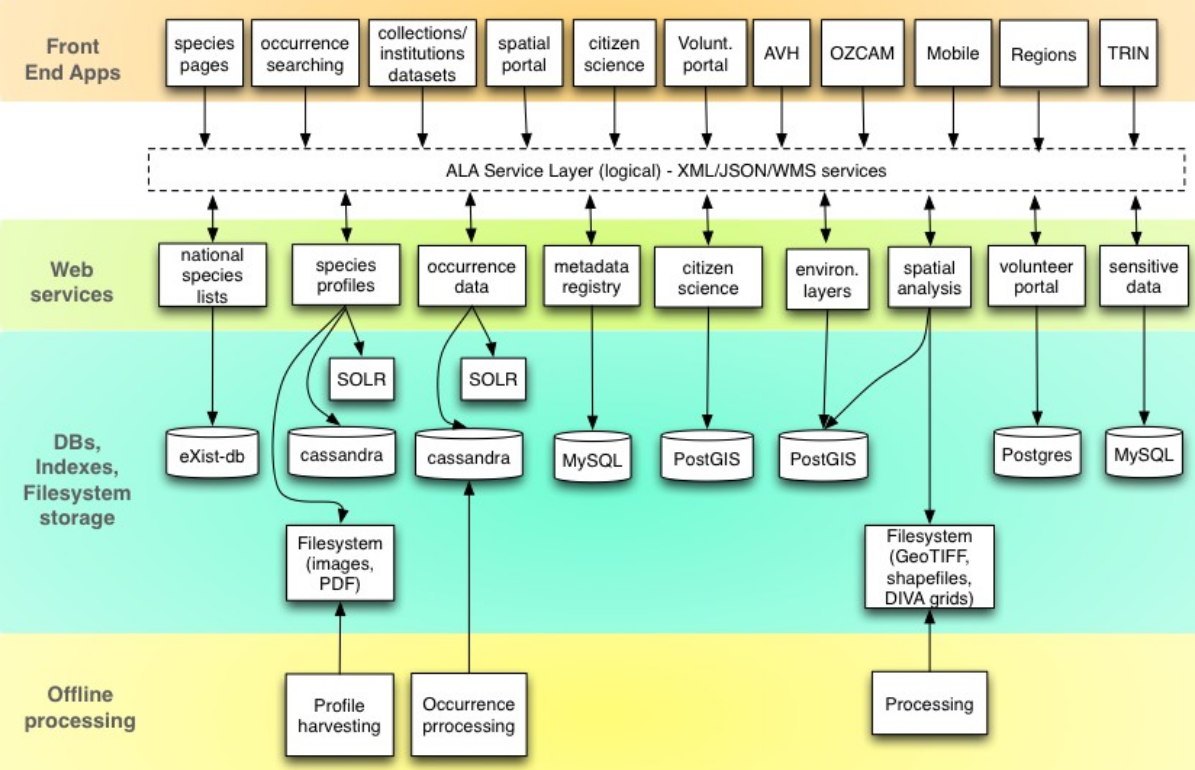 Front
End Apps
species
pages
occurrence
searching
collections/
institutions
datasets
spatial
portal
citizen
science
Volunt.
portal
AVH
OZCAM
Mobile
Regions
TRIN
ALA Service Layer (logical) - XML/JSON/WMS services
Web
services
national
species
lists
species
profiles
occurrence
data
metadata
registry
citizen
science
environ.
layers
spatial
analysis
volunteer
portal
sensitive
data
DBs,
Indexes,
Filesystem
storage
SOLR
SOLR
eXist-db
cassandra
cassandra
MySQL
PostGIS
PostGIS
Postgres
MySQL
Filesystem
(images,
PDF)
Filesystem
(GeoTIFF,
shapefiles,
DIVA grids)
Offline
processing
Profile
harvesting
Occurrence
prrocessing
Processing